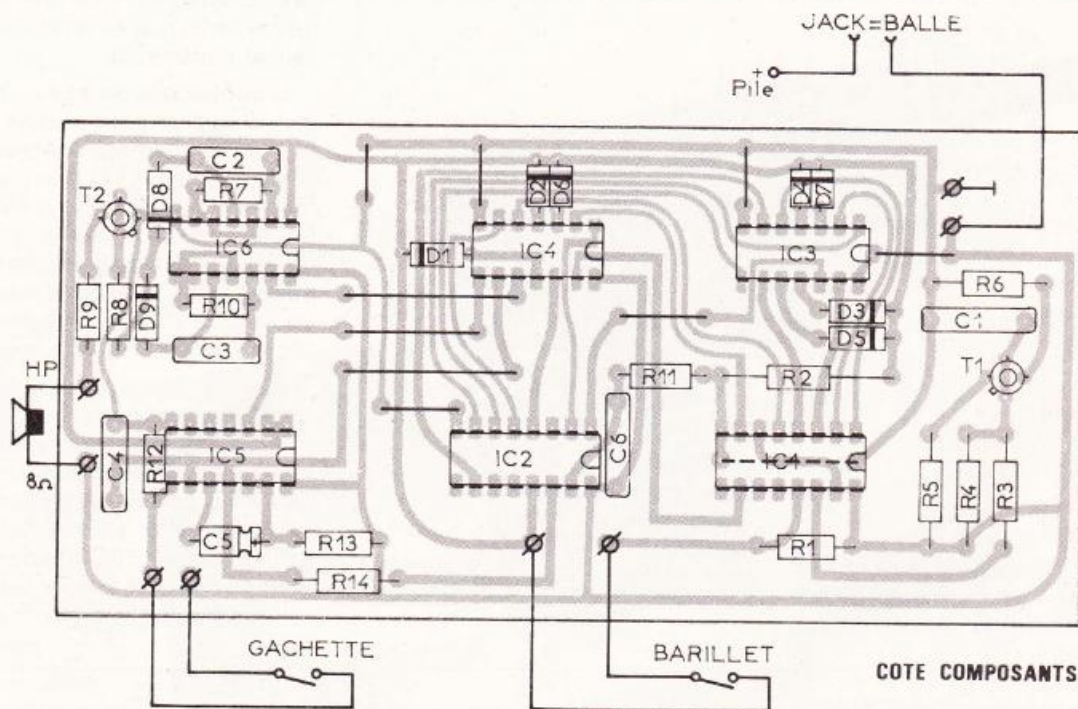 JACK=BALLE
+
Pile
C2
R7
T2
D8
IC6
D2
D6
D4
D7
D1
IC4
IC3
R9
R8
D9
R10
C3
D3
D5
R6
C1
T1
HP
8Ω
R11
R2
C4
R12
IC5
IC2
C6
IC1
R5
R4
R3
C5
R13
R14
R1
GACHETTE
BARILLET
COTE COMPOSANTS